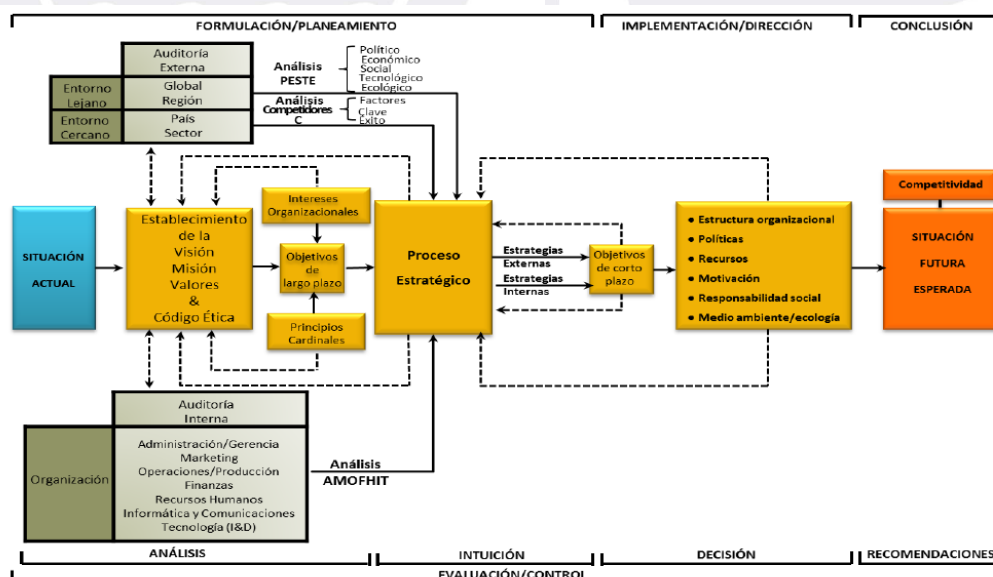 FORMULACIÓN/PLANEAMIENTO
IMPLEMENTACIÓN/DIRECCIÓN
CONCLUSIÓN
Auditoría
Externa
Entorno
Lejano
Global
Región
Entorno
Cercano
País
Sector
Análisis
PESTE
Político
Económico
Social
Tecnológico
Ecológico
Análisis
Competidores
C
Factores
Clave
Éxito
SITUACIÓN
ACTUAL
Establecimiento
de la
Visión
Misión
Valores
&
Código Ética
Intereses
Organizacionales
Objetivos
de
largo plazo
Principios
Cardinales
Proceso
Estratégico
Estrategias
Externas
Estrategias
Internas
Objetivos
de corto
plazo
• Estructura organizacional
• Políticas
• Recursos
• Motivación
• Responsabilidad social
• Medio ambiente/ecología
Competitividad
SITUACIÓN
FUTURA
ESPERADA
Auditoría
Interna
Organización
Administración/Gerencia
Marketing
Operaciones/Producción
Finanzas
Recursos Humanos
Informática y Comunicaciones
Tecnología (I&D)
Análisis
AMOFHIT
ANÁLISIS
INTUICIÓN
DECISIÓN
RECOMENDACIONES
EVALUACIÓN/CONTROL